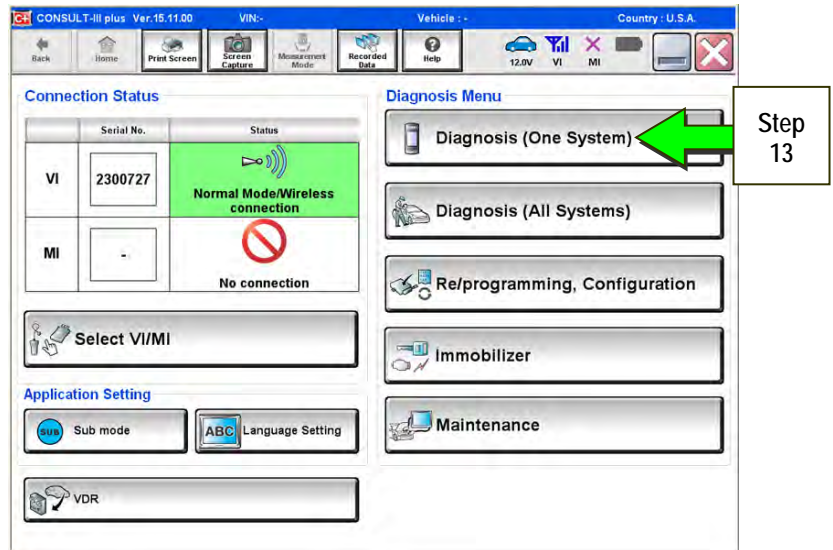 C+ CONSULT-III plus Ver.15.11.00 VIN:- Vehicle : - Country : U.S.A.
Back
Home
Print Screen
Screen Capture
Measurement Mode
Recorded Data
Help
12.0V VI MI
Connection Status
Serial No. Status
VI
2300727
Normal Mode/Wireless
connection
MI
-
No connection
Select VI/MI
Application Setting
SUB Sub mode
ABC Language Setting
VDR
Diagnosis Menu
Diagnosis (One System)
Diagnosis (All Systems)
Re/programming, Configuration
Immobilizer
Maintenance
Step
13